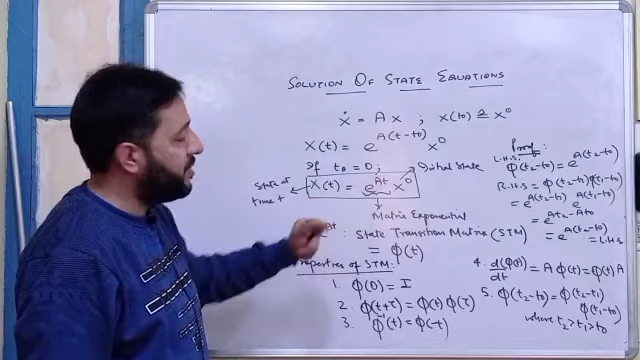 SOLUTION OF STATE EQUATIONS
ẋ = A x ; x(t0) ≜ x⁰
x(t) = e^A(t-t0) x⁰
If t0 = 0;
Initial state
State at time t
x(t) = e^At x⁰
Matrix Exponential
At : State Transition Matrix (STM)
= φ(t)
roperties of STM:
1. φ(0) = I
2. φ(t+τ) = φ(t) φ(τ)
3. φ⁻¹(t) = φ(-t)
4. d(φ(t))/dt = A φ(t) = φ(t) A
5. φ(t2-t0) = φ(t2-t1)
φ(t1-t0)
where t2 > t1 > t0
Proof:
L.H.S.
φ(t2-t0) = e^A(t2-t0)
R.H.S = φ(t2-t1) φ(t1-t0)
= e^A(t2-t1) e^A(t1-t0)
= e^At2-At0
= e^A(t2-t0) = L.H.S